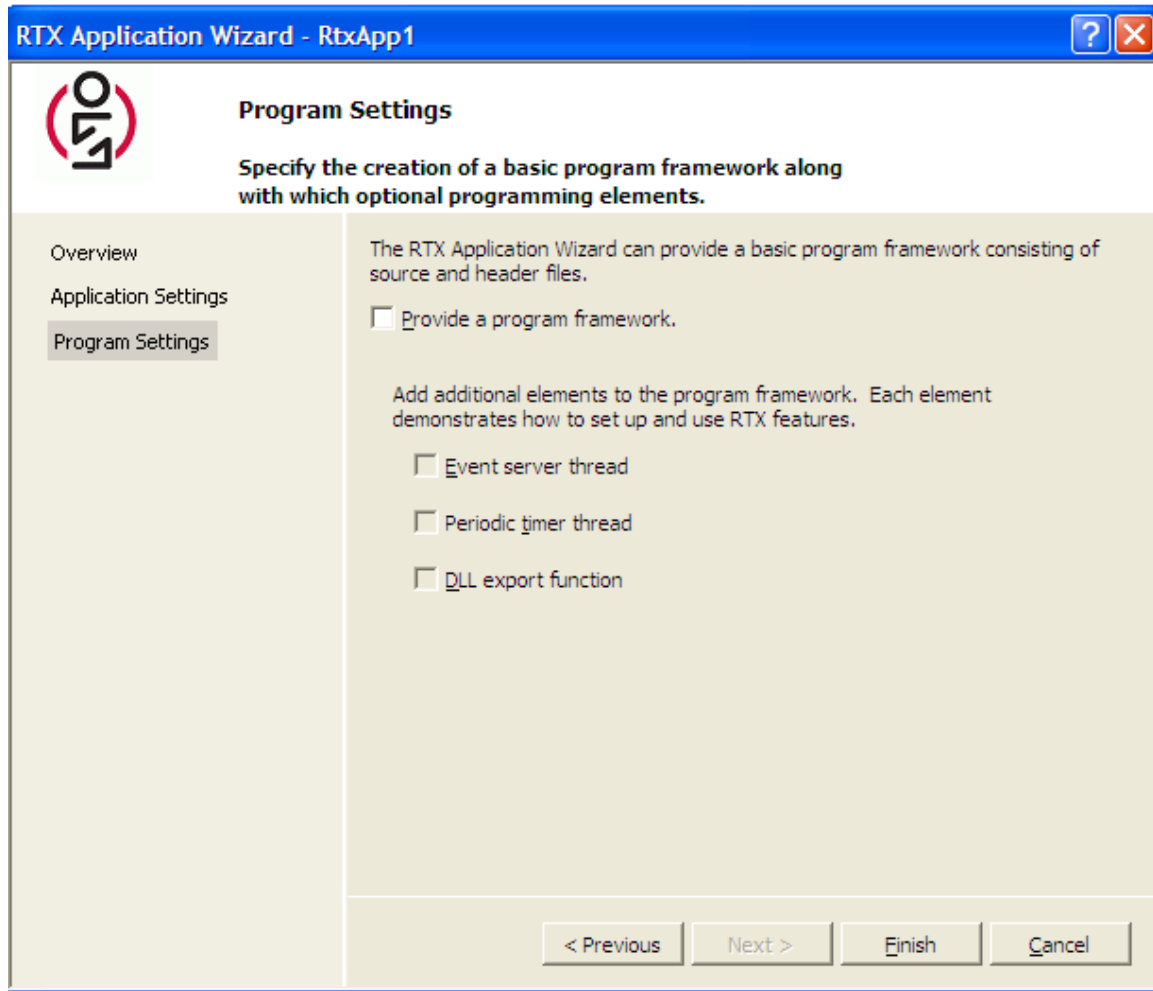 RTX Application Wizard - RtxApp1
Program Settings
Specify the creation of a basic program framework along
with which optional programming elements.
Overview
Application Settings
Program Settings
The RTX Application Wizard can provide a basic program framework consisting of
source and header files.
Provide a program framework.
Add additional elements to the program framework. Each element
demonstrates how to set up and use RTX features.
Event server thread
Periodic timer thread
DLL export function
< Previous
Next >
Finish
Cancel